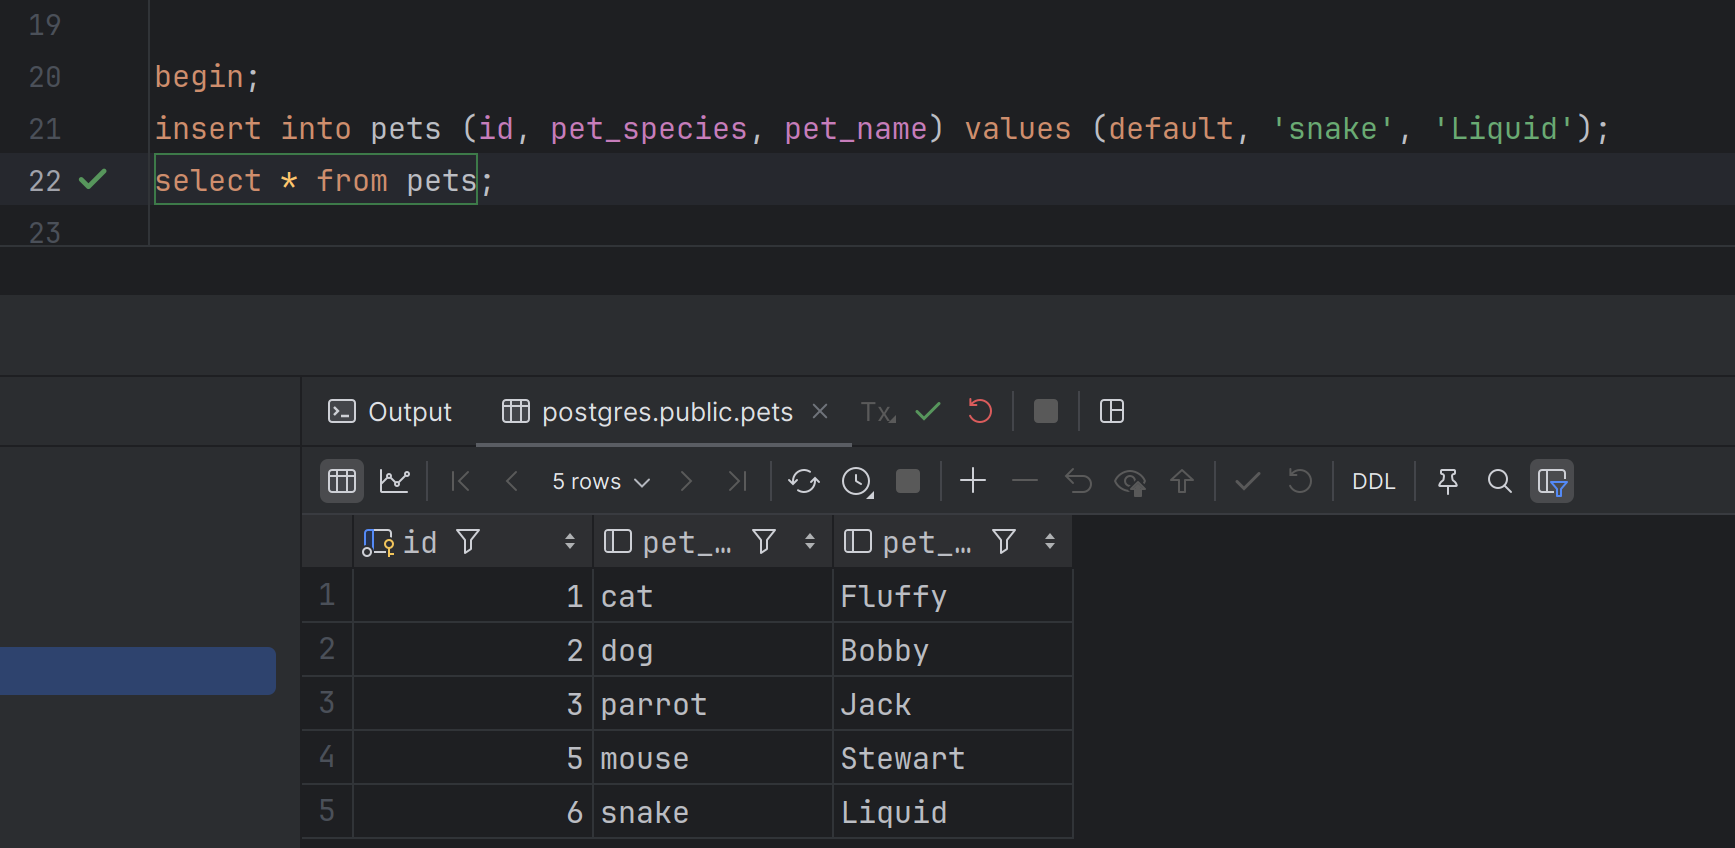 19
20 begin;
21 insert into pets (id, pet_species, pet_name) values (default, 'snake', 'Liquid');
22 select * from pets;
23
Output postgres.public.pets Tx
5 rows DDL
id pet_… pet_…
1 1 cat Fluffy
2 2 dog Bobby
3 3 parrot Jack
4 5 mouse Stewart
5 6 snake Liquid